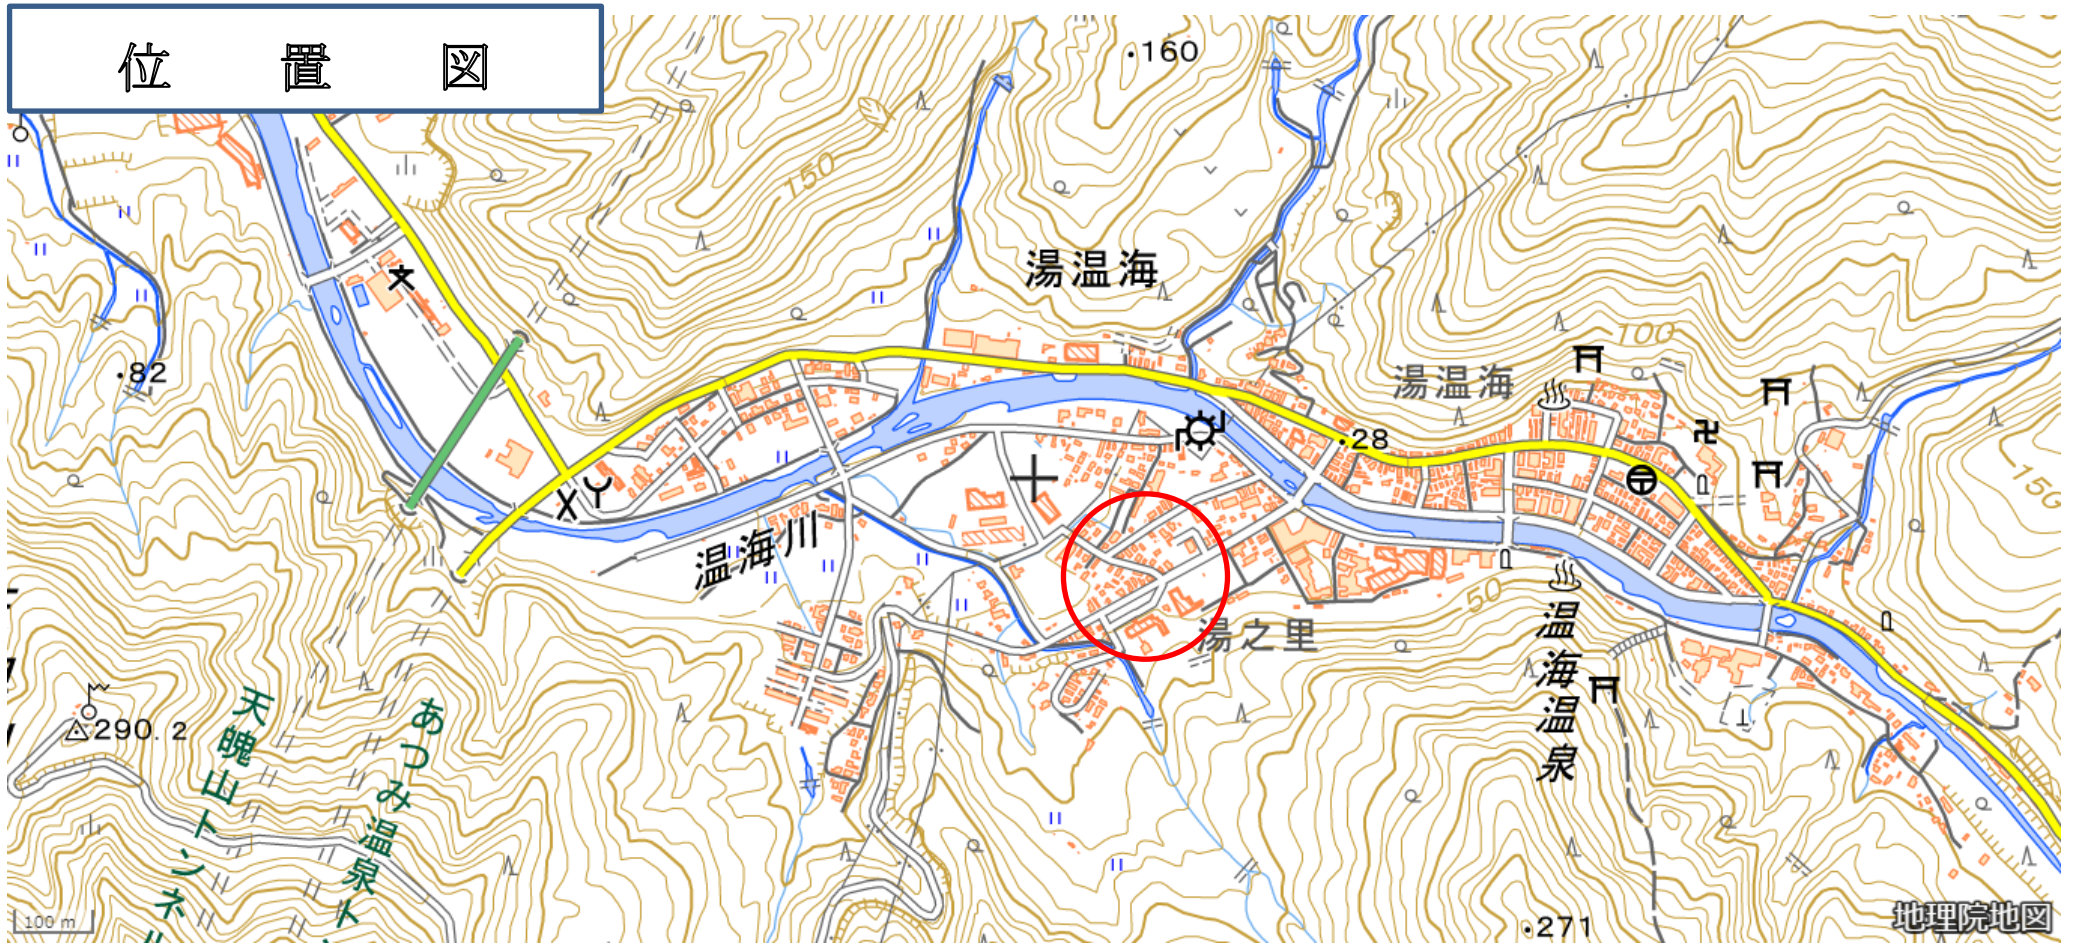 位置図
160
150
湯温海
82
100
湯温海
28
150
温海川
50
湯之里
温海温泉
290.2
天魄山トンネル
あつみ温泉ト
271
100 m
地理院地図